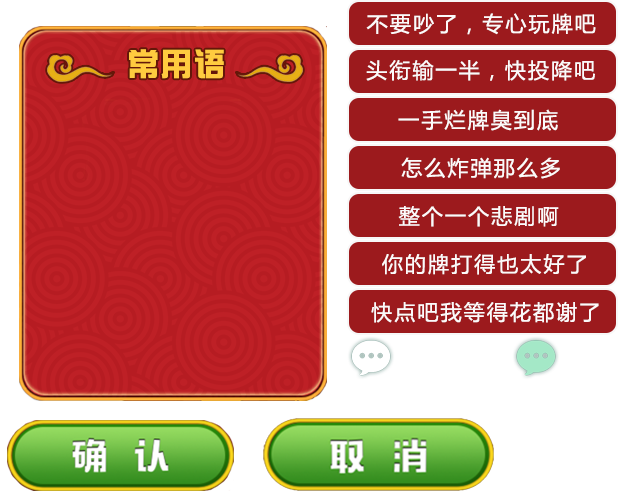 常用语
不要吵了，专心玩牌吧
头衔输一半，快投降吧
一手烂牌臭到底
怎么炸弹那么多
整个一个悲剧啊
你的牌打得也太好了
快点吧我等得花都谢了
确认
取消